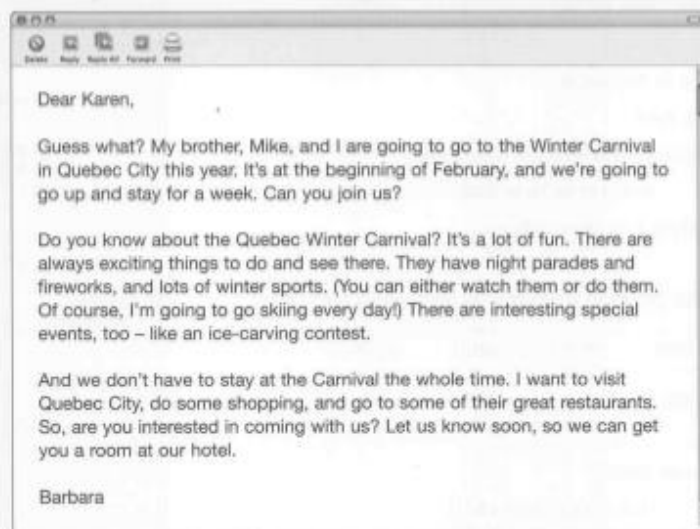 Delete Reply Reply All Forward Print
Dear Karen,
Guess what? My brother, Mike, and I are going to go to the Winter Carnival
in Quebec City this year. It's at the beginning of February, and we're going to
go up and stay for a week. Can you join us?
Do you know about the Quebec Winter Carnival? It's a lot of fun. There are
always exciting things to do and see there. They have night parades and
fireworks, and lots of winter sports. (You can either watch them or do them.
Of course, I'm going to go skiing every day!) There are interesting special
events, too – like an ice-carving contest.
And we don't have to stay at the Carnival the whole time. I want to visit
Quebec City, do some shopping, and go to some of their great restaurants.
So, are you interested in coming with us? Let us know soon, so we can get
you a room at our hotel.
Barbara